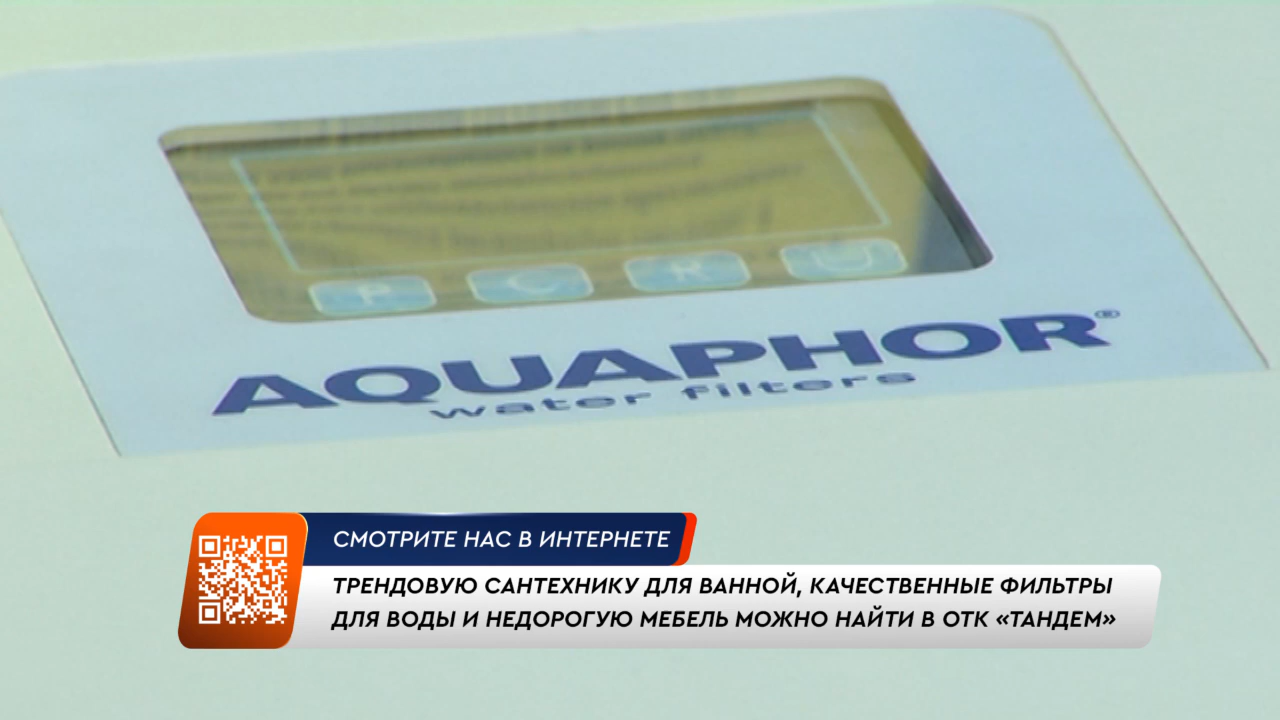 P C R
AQUAPHOR®
water filters
СМОТРИТЕ НАС В ИНТЕРНЕТЕ
ТРЕНДОВУЮ САНТЕХНИКУ ДЛЯ ВАННОЙ, КАЧЕСТВЕННЫЕ ФИЛЬТРЫ
ДЛЯ ВОДЫ И НЕДОРОГУЮ МЕБЕЛЬ МОЖНО НАЙТИ В ОТК «ТАНДЕМ»